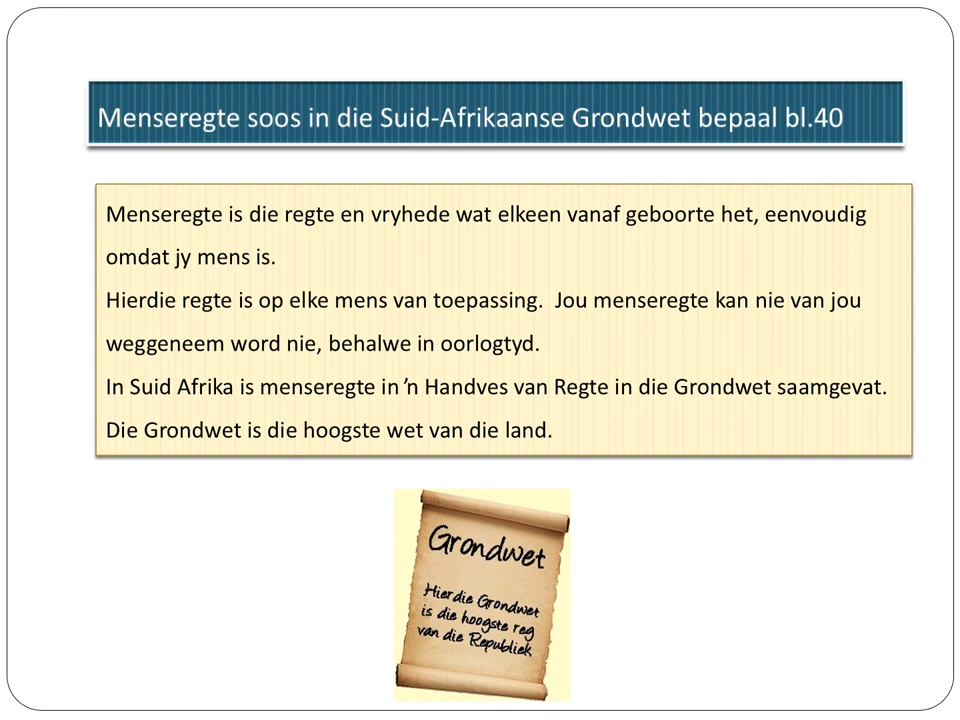 Menseregte soos in die Suid-Afrikaanse Grondwet bepaal bl.40
Menseregte is die regte en vryhede wat elkeen vanaf geboorte het, eenvoudig
omdat jy mens is.
Hierdie regte is op elke mens van toepassing.  Jou menseregte kan nie van jou
weggeneem word nie, behalwe in oorlogtyd.
In Suid Afrika is menseregte in ’n Handves van Regte in die Grondwet saamgevat.
Die Grondwet is die hoogste wet van die land.
Grondwet
Hierdie Grondwet
is die hoogste reg
van die Republiek